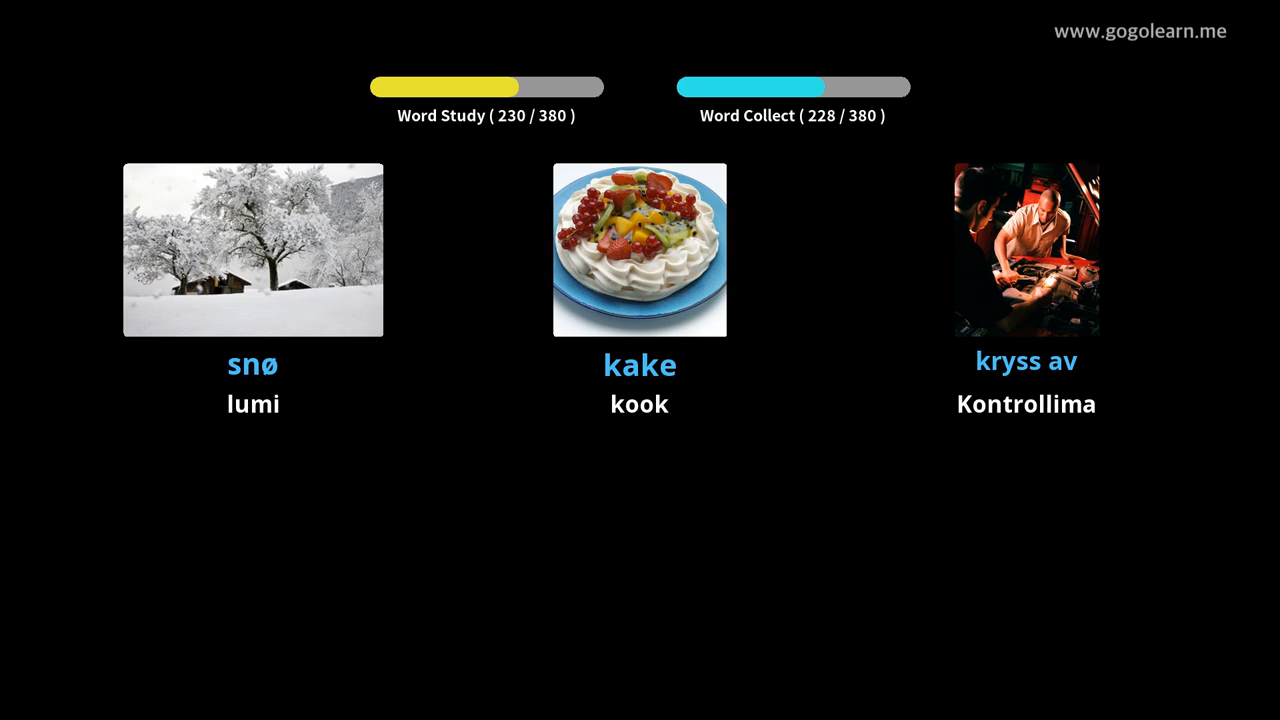 www.gogolearn.me
Word Study ( 230 / 380 )
Word Collect ( 228 / 380 )
snø
kake
kryss av
lumi
kook
Kontrollima